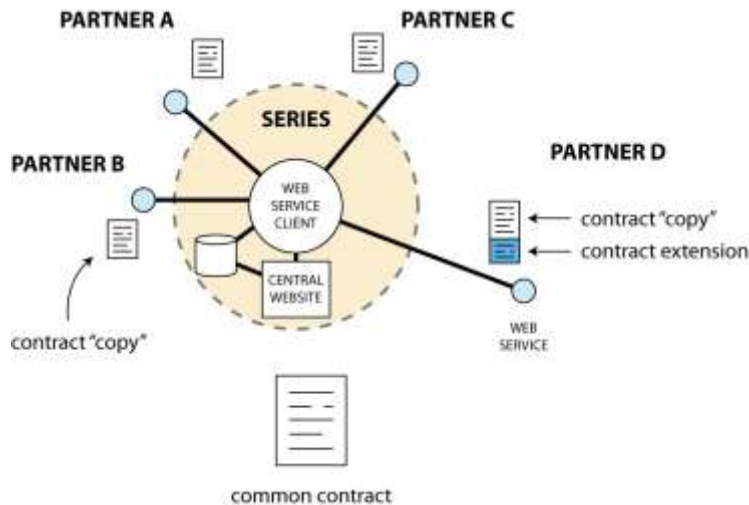 PARTNER A
PARTNER C
SERIES
PARTNER B
PARTNER D
WEB
SERVICE
CLIENT
contract “copy”
contract extension
CENTRAL
WEBSITE
WEB
SERVICE
contract “copy”
common contract